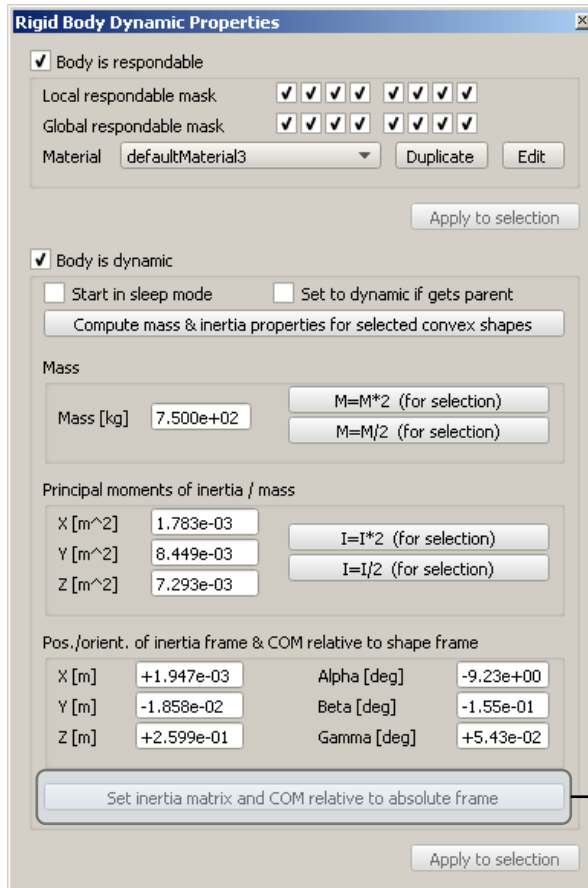 Rigid Body Dynamic Properties
Body is respondable
Local respondable mask
Global respondable mask
Material defaultMaterial3 Duplicate Edit
Apply to selection
Body is dynamic
Start in sleep mode Set to dynamic if gets parent
Compute mass & inertia properties for selected convex shapes
Mass
Mass [kg] 7.500e+02 M=M*2 (for selection)
M=M/2 (for selection)
Principal moments of inertia / mass
X [m^2] 1.783e-03
I=I*2 (for selection)
Y [m^2] 8.449e-03
I=I/2 (for selection)
Z [m^2] 7.293e-03
Pos./orient. of inertia frame & COM relative to shape frame
X [m] +1.947e-03 Alpha [deg] -9.23e+00
Y [m] -1.858e-02 Beta [deg] -1.55e-01
Z [m] +2.599e-01 Gamma [deg] +5.43e-02
Set inertia matrix and COM relative to absolute frame
Apply to selection